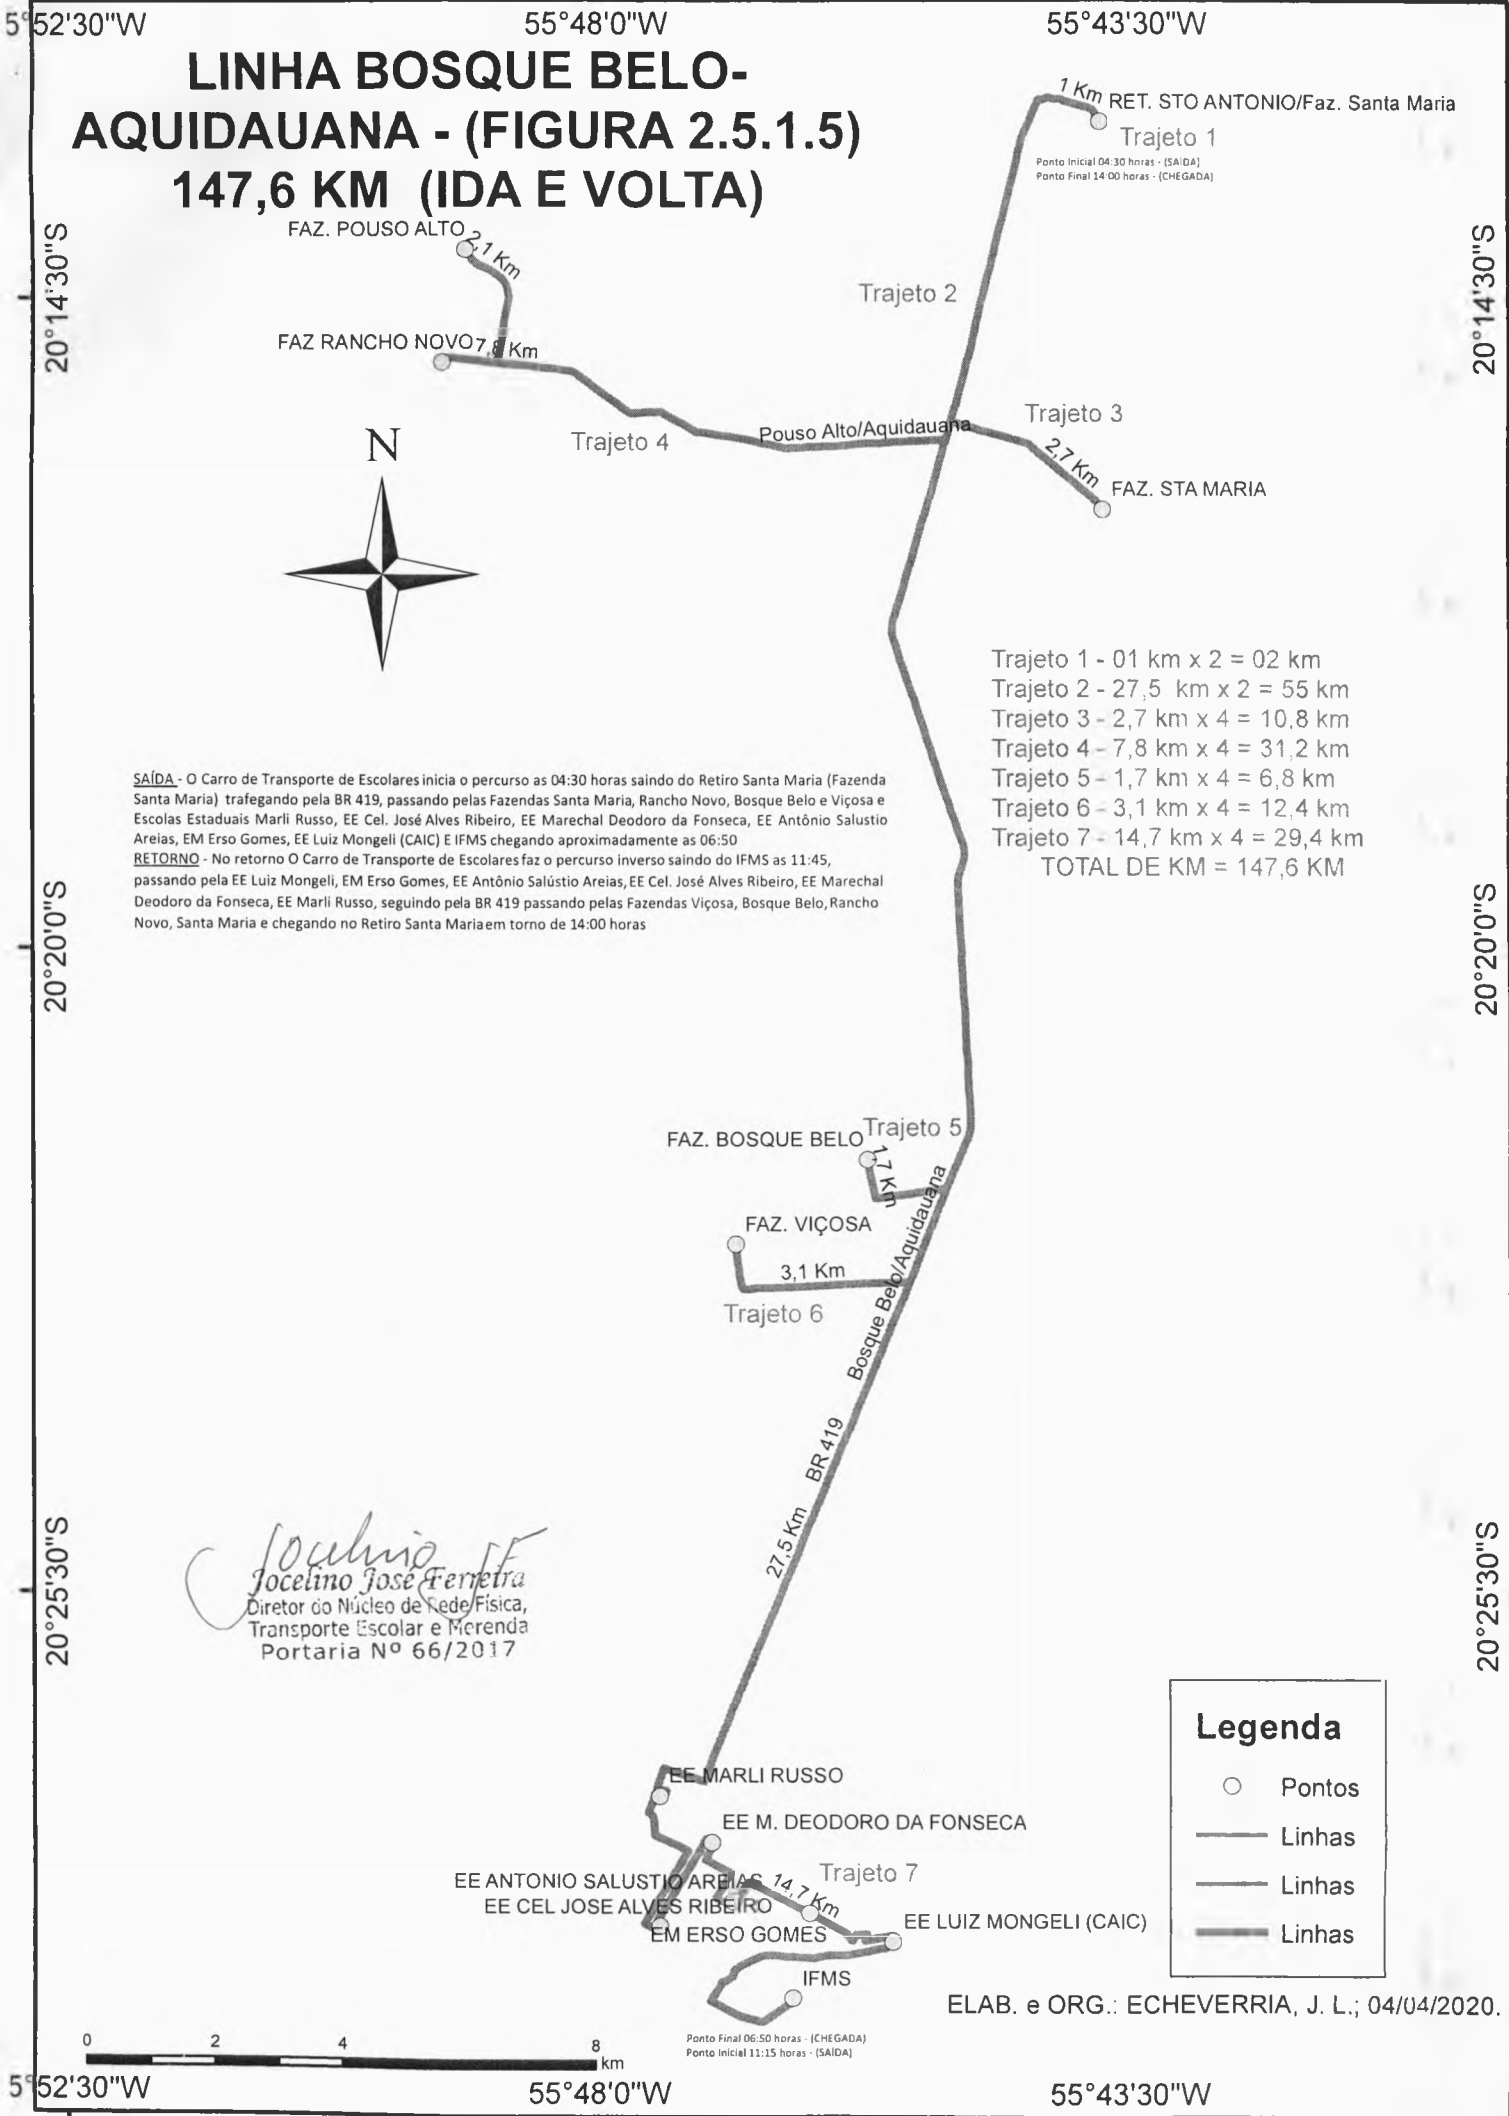 5°52'30"W
55°48'0"W
55°43'30"W
LINHA BOSQUE BELO-
AQUIDAUANA - (FIGURA 2.5.1.5)
147,6 KM (IDA E VOLTA)
1 Km
RET. STO ANTONIO/Faz. Santa Maria
Trajeto 1
Ponto Inicial 04:30 horas - (SAIDA)
Ponto Final 14:00 horas - (CHEGADA)
FAZ. POUSO ALTO
2,1 Km
20°14'30"S
20°14'30"S
Trajeto 2
FAZ RANCHO NOVO
7,8 Km
Trajeto 3
Pouso Alto/Aquidauana
Trajeto 4
2,7 Km
N
FAZ. STA MARIA
Trajeto 1 - 01 km x 2 = 02 km
Trajeto 2 - 27,5 km x 2 = 55 km
Trajeto 3 - 2,7 km x 4 = 10,8 km
Trajeto 4 - 7,8 km x 4 = 31,2 km
Trajeto 5 - 1,7 km x 4 = 6,8 km
Trajeto 6 - 3,1 km x 4 = 12,4 km
Trajeto 7 - 14,7 km x 4 = 29,4 km
TOTAL DE KM = 147,6 KM
SAÍDA - O Carro de Transporte de Escolares inicia o percurso as 04:30 horas saindo do Retiro Santa Maria (Fazenda
Santa Maria) trafegando pela BR 419, passando pelas Fazendas Santa Maria, Rancho Novo, Bosque Belo e Viçosa e
Escolas Estaduais Marli Russo, EE Cel. José Alves Ribeiro, EE Marechal Deodoro da Fonseca, EE Antônio Salustio
Areias, EM Erso Gomes, EE Luiz Mongeli (CAIC) E IFMS chegando aproximadamente as 06:50
RETORNO - No retorno O Carro de Transporte de Escolares faz o percurso inverso saindo do IFMS as 11:45,
passando pela EE Luiz Mongeli, EM Erso Gomes, EE Antônio Salústio Areias, EE Cel. José Alves Ribeiro, EE Marechal
Deodoro da Fonseca, EE Marli Russo, seguindo pela BR 419 passando pelas Fazendas Viçosa, Bosque Belo, Rancho
Novo, Santa Maria e chegando no Retiro Santa Maria em torno de 14:00 horas
20°20'0"S
20°20'0"S
Trajeto 5
FAZ. BOSQUE BELO
1,7 Km
FAZ. VIÇOSA
3,1 Km
Trajeto 6
Bosque Belo/Aquidauana
BR 419
27,5 Km
20°25'30"S
20°25'30"S
Jocelino José Ferreira
Diretor do Núcleo de Rede Física,
Transporte Escolar e Merenda
Portaria Nº 66/2017
EE MARLI RUSSO
EE M. DEODORO DA FONSECA
Trajeto 7
14,7 Km
EE ANTONIO SALUSTIO AREIAS
EE CEL JOSE ALVES RIBEIRO
EM ERSO GOMES
EE LUIZ MONGELI (CAIC)
IFMS
Ponto Final 06:50 horas - (CHEGADA)
Ponto Inicial 11:15 horas - (SAÍDA)
Legenda
Pontos
Linhas
Linhas
Linhas
ELAB. e ORG.: ECHEVERRIA, J. L.; 04/04/2020.
0 2 4 8
km
5°52'30"W
55°48'0"W
55°43'30"W